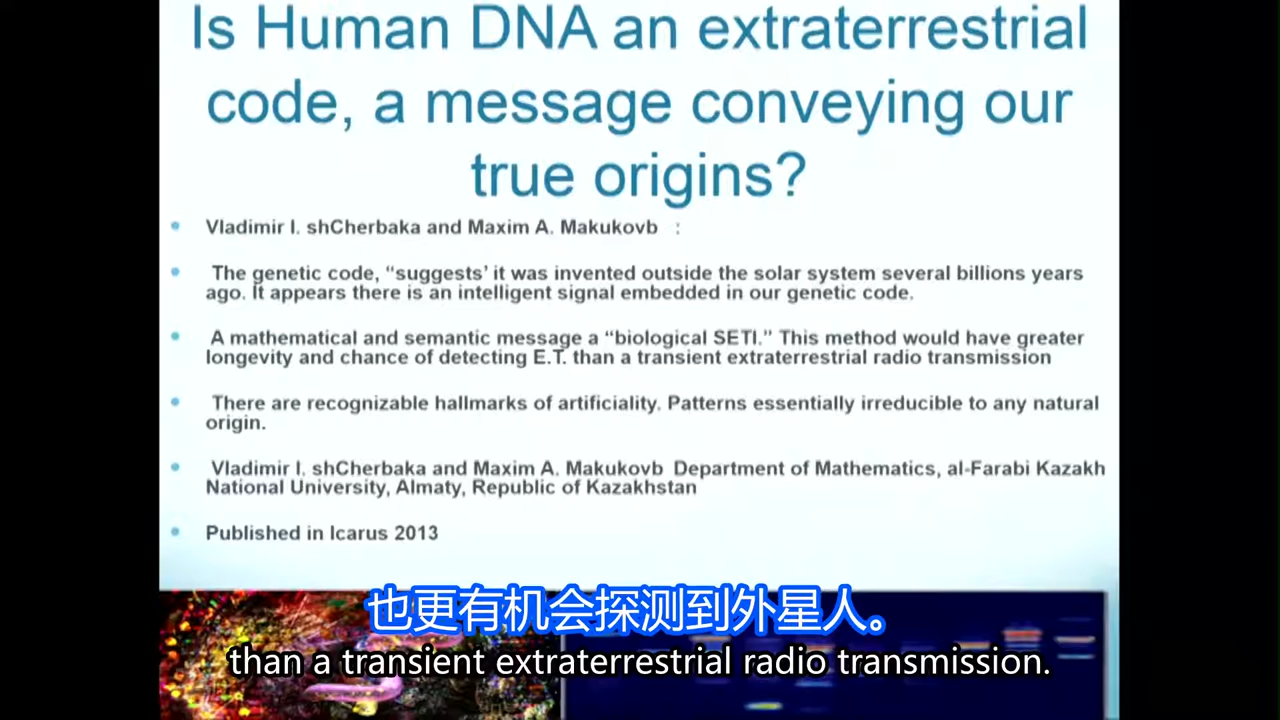 Is Human DNA an extraterrestrial
code, a message conveying our
true origins?
• Vladimir I. shCherbaka and Maxim A. Makukovb :
• The genetic code, “suggests’ it was invented outside the solar system several billions years
ago. It appears there is an intelligent signal embedded in our genetic code.
• A mathematical and semantic message a “biological SETI.” This method would have greater
longevity and chance of detecting E.T. than a transient extraterrestrial radio transmission
• There are recognizable hallmarks of artificiality. Patterns essentially irreducible to any natural
origin.
• Vladimir I. shCherbaka and Maxim A. Makukovb Department of Mathematics, al-Farabi Kazakh
National University, Almaty, Republic of Kazakhstan
• Published in Icarus 2013
也更有机会探测到外星人。
than a transient extraterrestrial radio transmission.